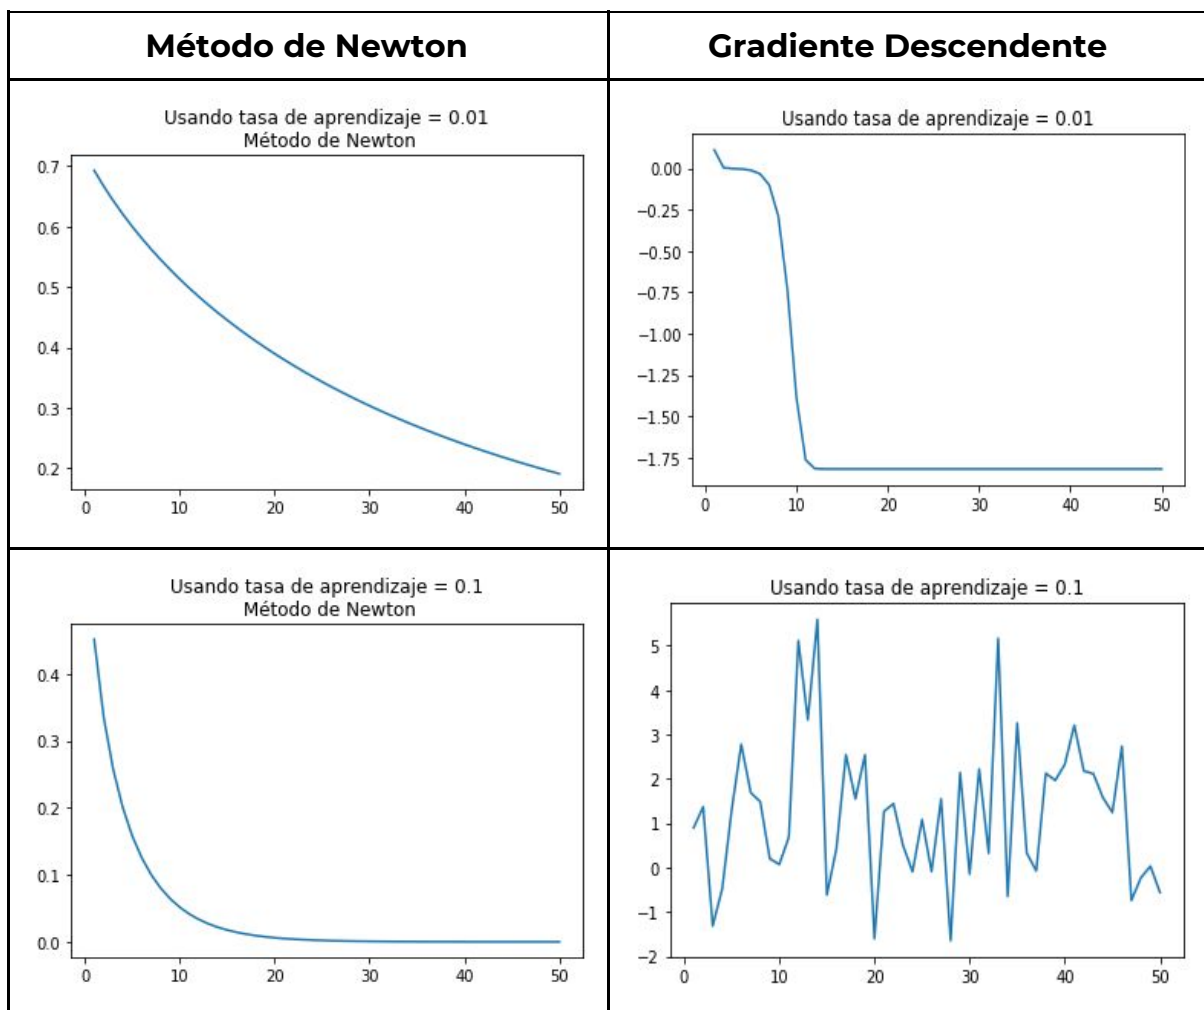 Método de Newton
Gradiente Descendente
Usando tasa de aprendizaje = 0.01
Método de Newton
0.7
0.6
0.5
0.4
0.3
0.2
0 10 20 30 40 50
Usando tasa de aprendizaje = 0.01
0.00
−0.25
−0.50
−0.75
−1.00
−1.25
−1.50
−1.75
0 10 20 30 40 50
Usando tasa de aprendizaje = 0.1
Método de Newton
0.4
0.3
0.2
0.1
0.0
0 10 20 30 40 50
Usando tasa de aprendizaje = 0.1
5
4
3
2
1
0
−1
−2
0 10 20 30 40 50